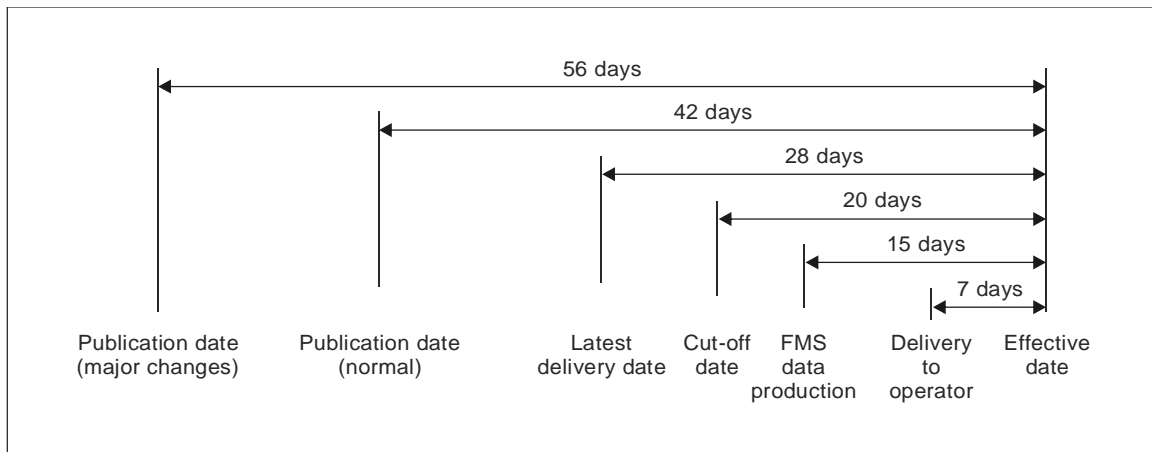 56 days
42 days
28 days
20 days
15 days
7 days
Publication date
(major changes)
Publication date
(normal)
Latest
delivery date
Cut-off
date
FMS
data
production
Delivery
to
operator
Effective
date